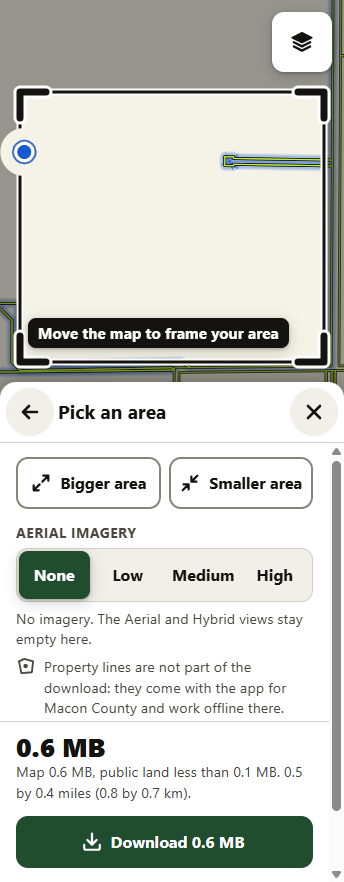 Move the map to frame your area
Pick an area
Bigger area
Smaller area
AERIAL IMAGERY
None
Low
Medium
High
No imagery. The Aerial and Hybrid views stay
empty here.
Property lines are not part of the
download: they come with the app for
Macon County and work offline there.
0.6 MB
Map 0.6 MB, public land less than 0.1 MB. 0.5
by 0.4 miles (0.8 by 0.7 km).
Download 0.6 MB